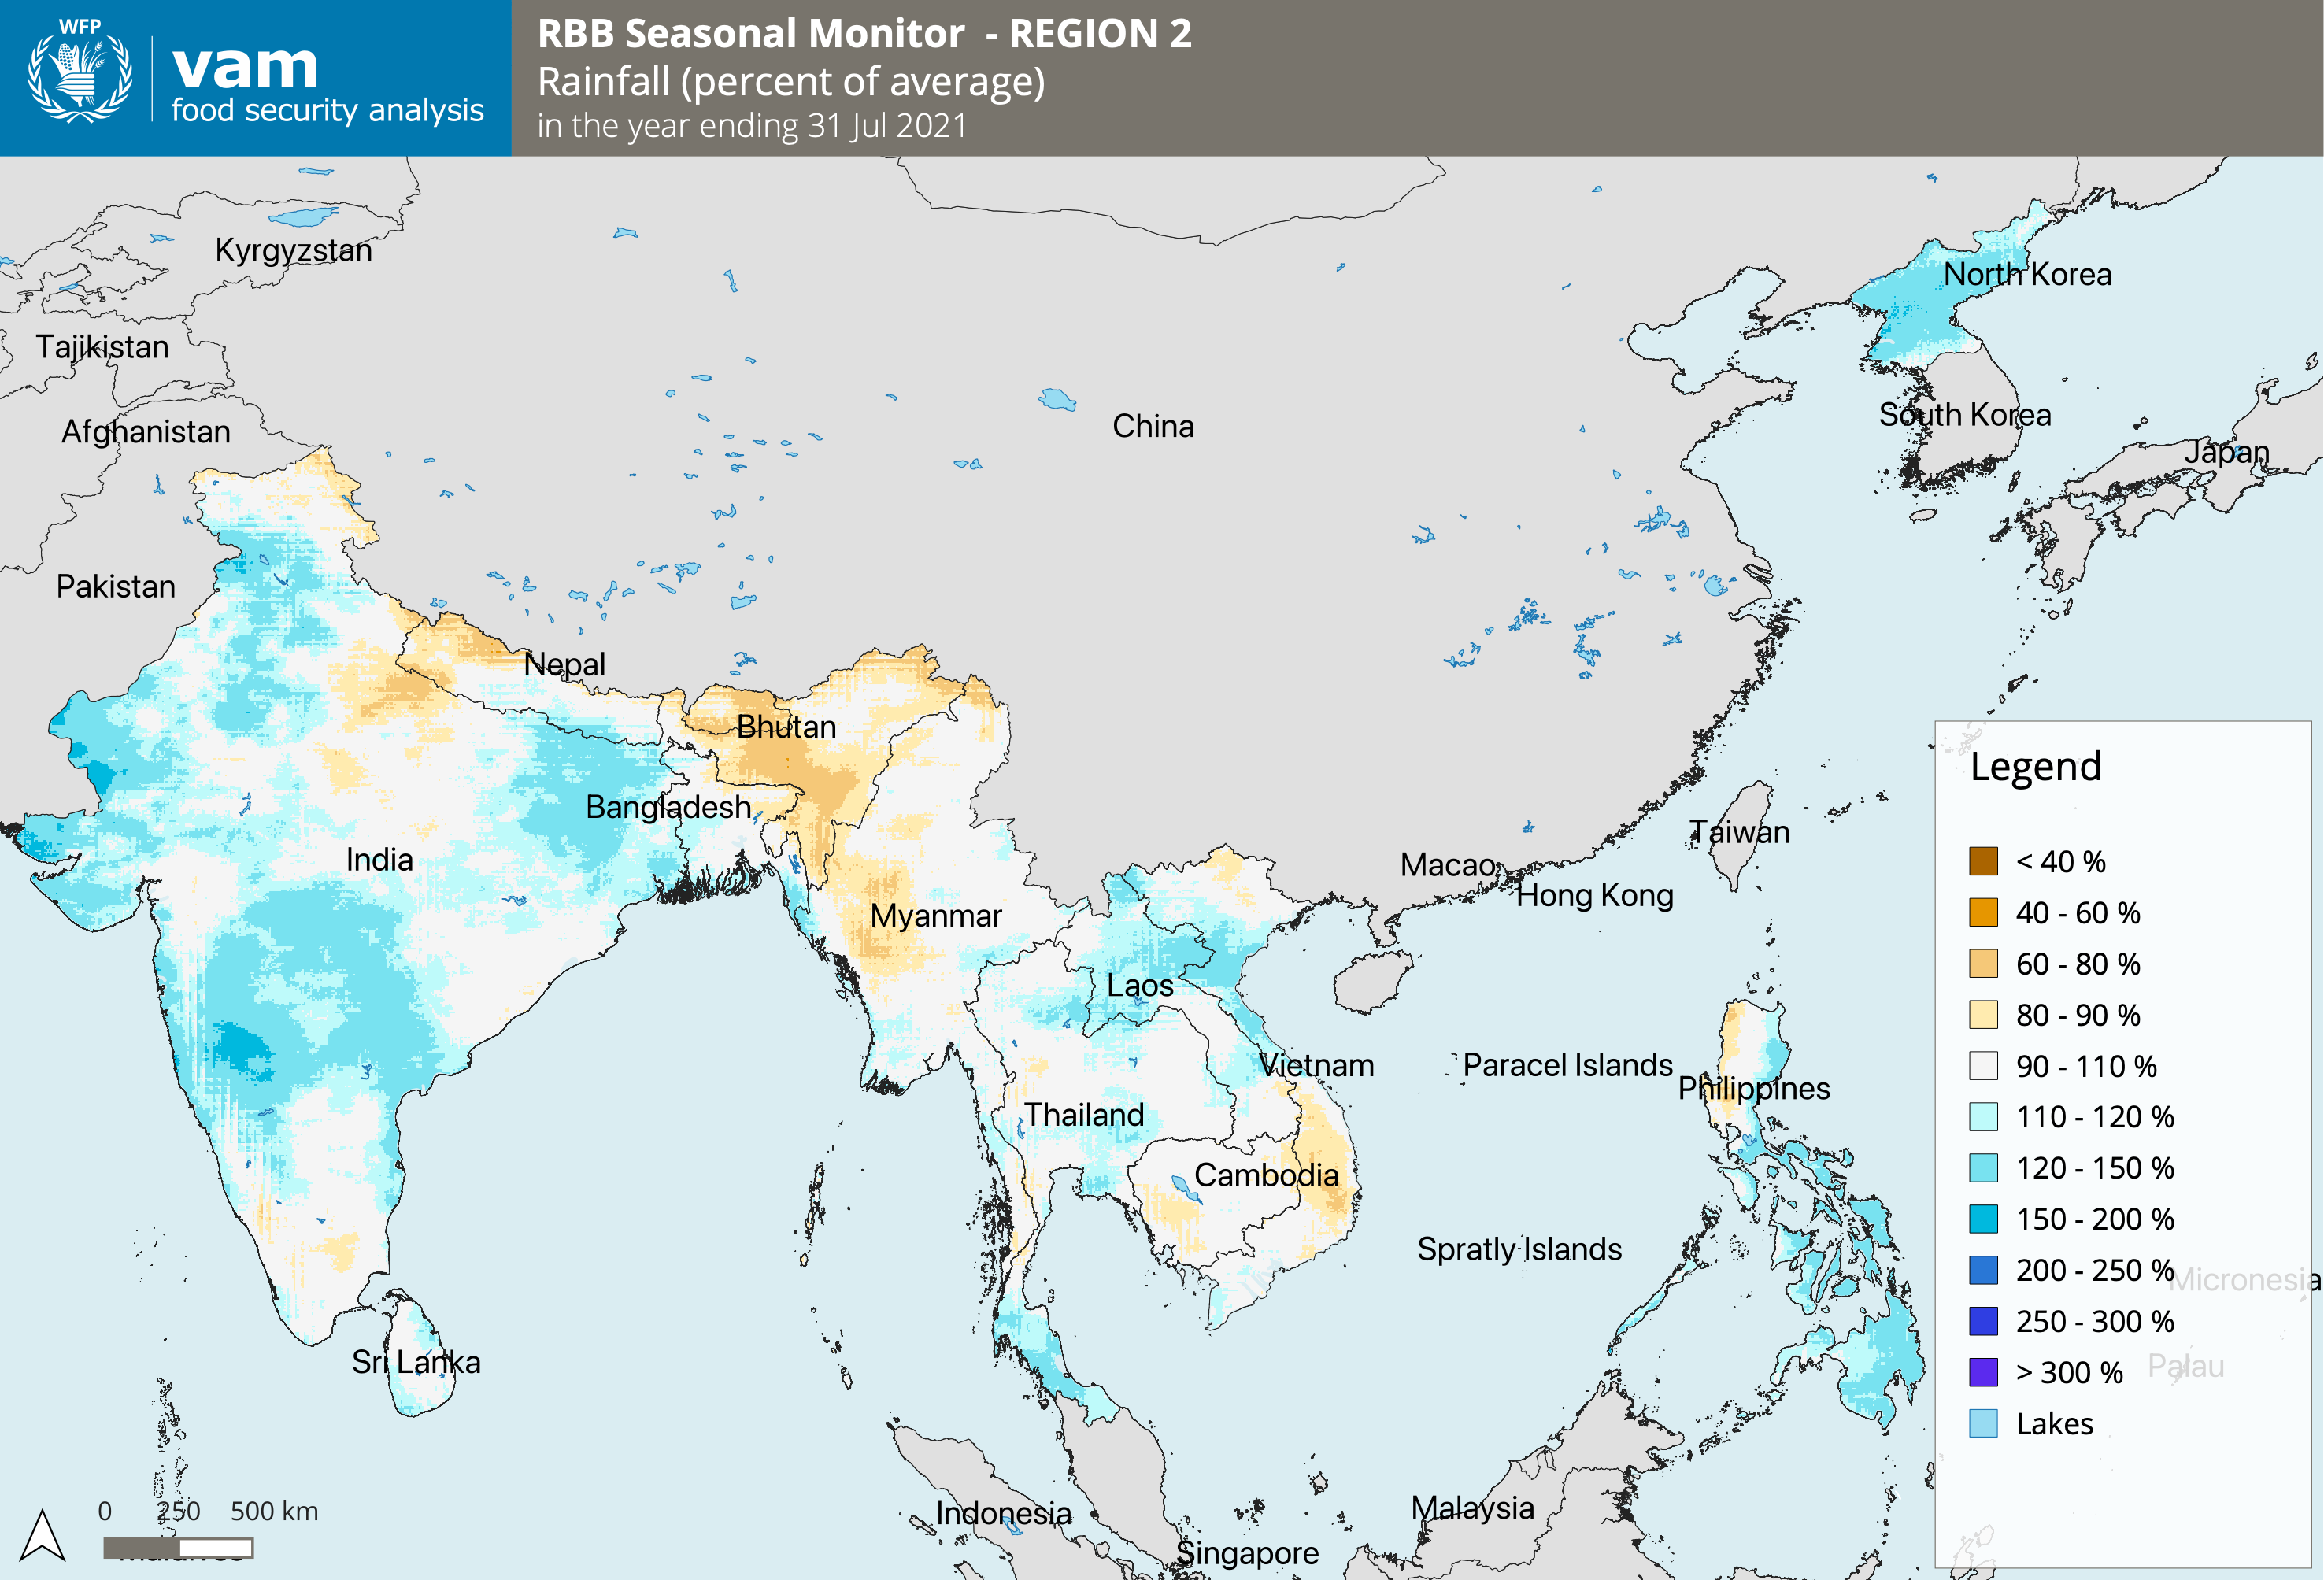 WFP
vam
food security analysis
RBB Seasonal Monitor - REGION 2
Rainfall (percent of average)
in the year ending 31 Jul 2021
Kyrgyzstan
North Korea
Tajikistan
Afghanistan
China
South Korea
Japan
Pakistan
Nepal
Bhutan
Bangladesh
India
Taiwan
Macao
Hong Kong
Myanmar
Laos
Vietnam
Paracel Islands
Philippines
Thailand
Cambodia
Spratly Islands
Sri Lanka
Indonesia
Malaysia
Singapore
Legend
< 40 %
40 - 60 %
60 - 80 %
80 - 90 %
90 - 110 %
110 - 120 %
120 - 150 %
150 - 200 %
200 - 250 %
Micronesia
250 - 300 %
> 300 %
Palau
Lakes
0 250 500 km